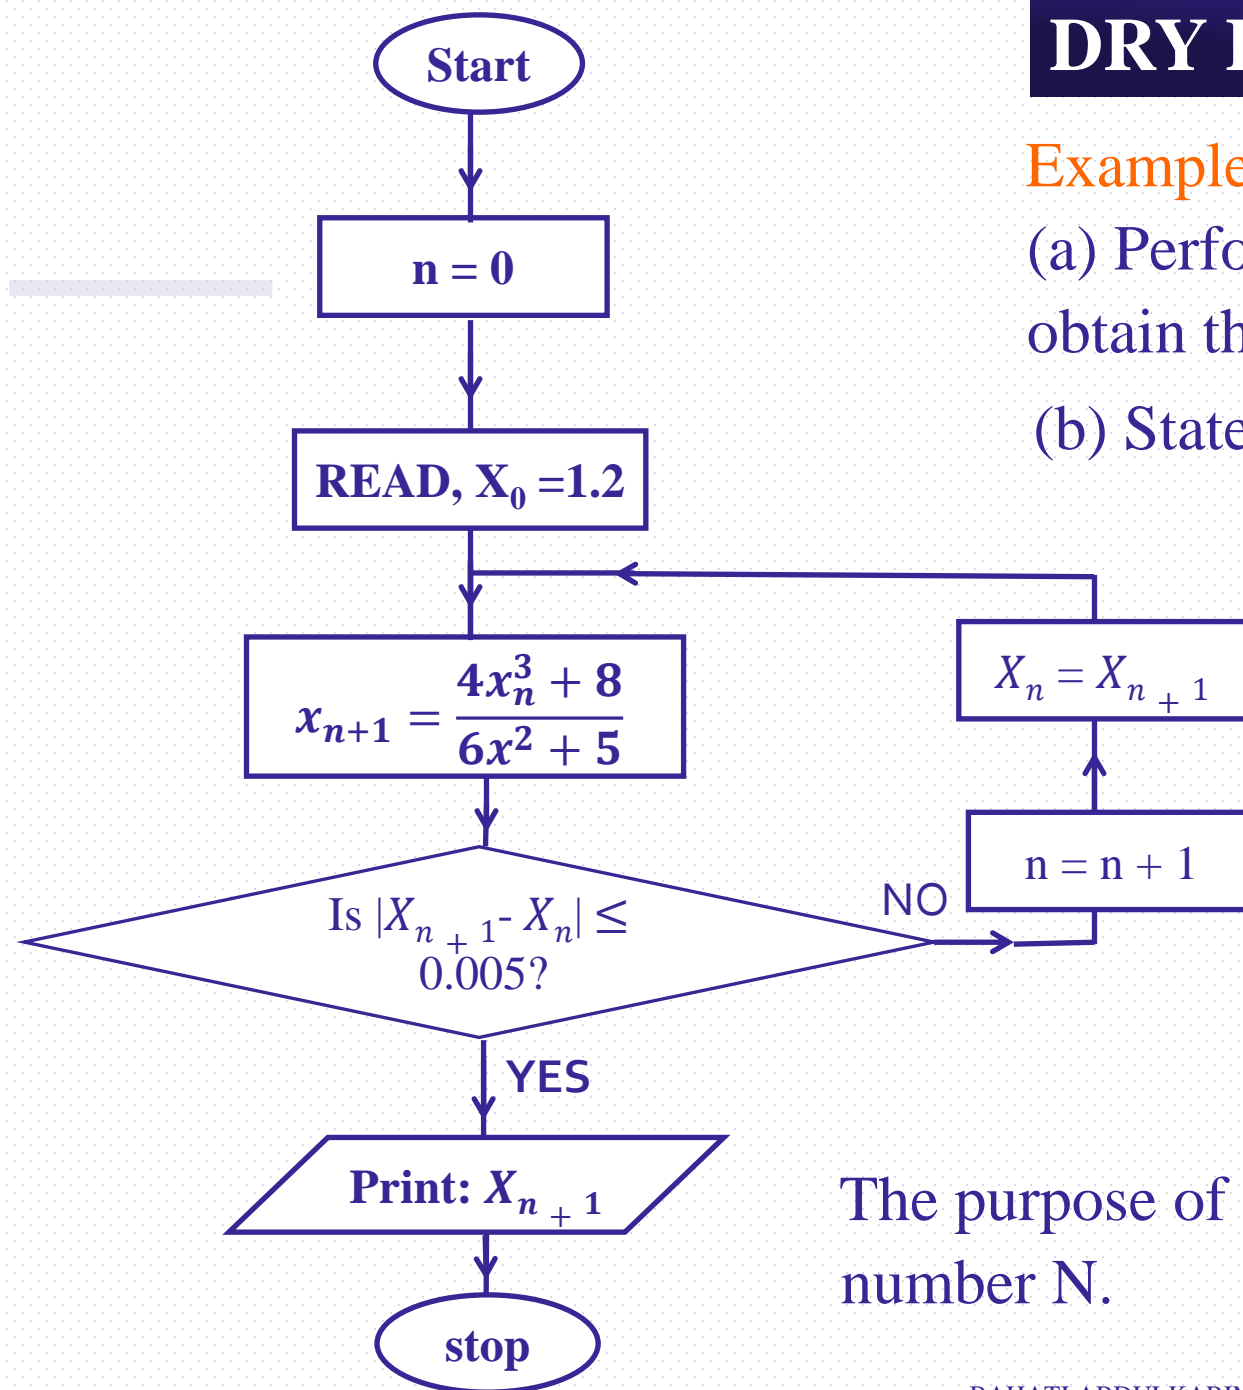 Start
DRY
Example
n = 0
(a) Perfo
obtain th
(b) State
READ, X₀ =1.2
xₙ₊₁ = (4xₙ³ + 8) / (6x² + 5)
Xₙ = Xₙ ₊ ₁
n = n + 1
NO
Is |Xₙ ₊ ₁- Xₙ| ≤
0.005?
YES
Print: Xₙ ₊ ₁
The purpose of
number N.
stop